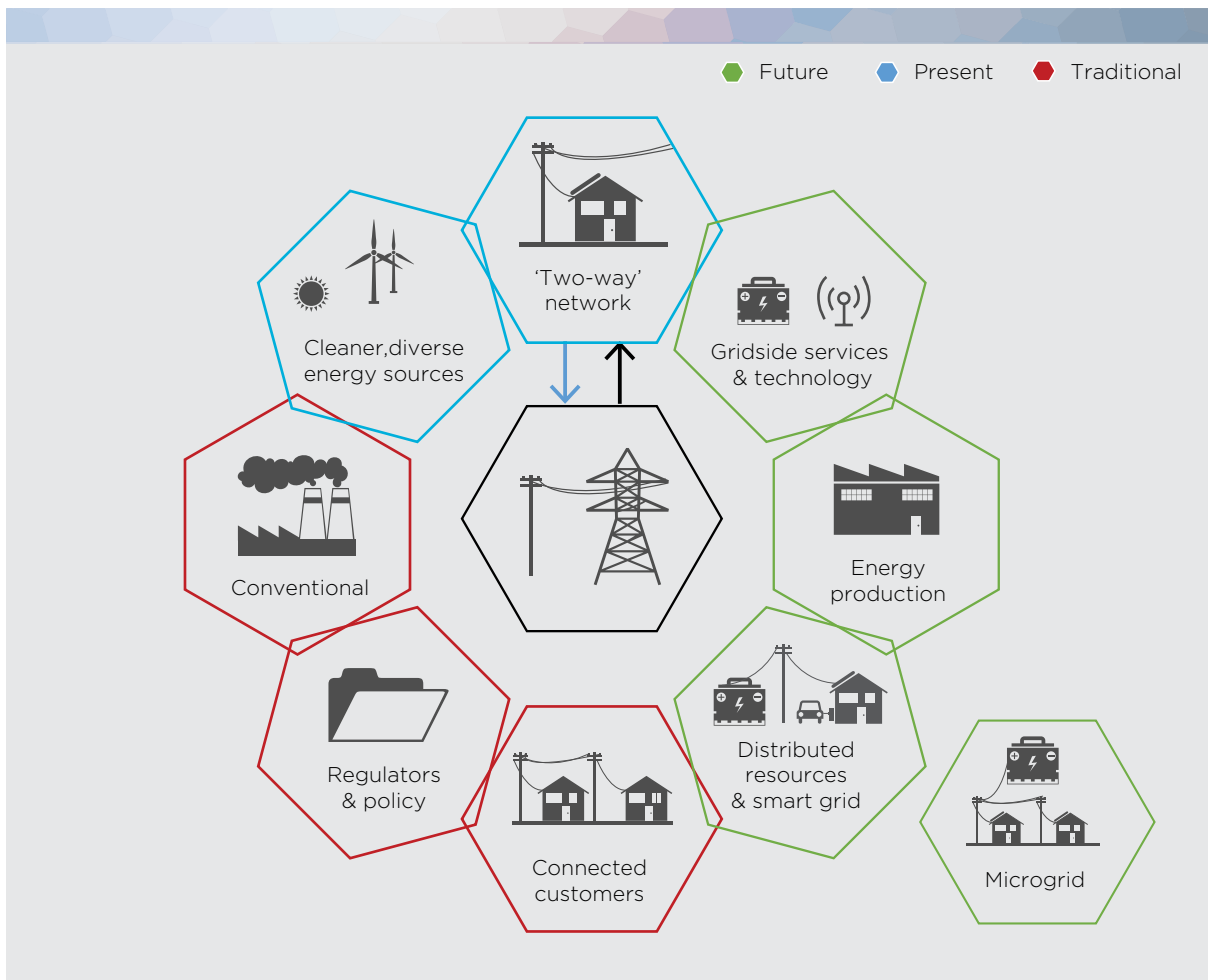 Future
Present
Traditional
‘Two-way’
network
Cleaner,diverse
energy sources
Gridside services
& technology
Conventional
Energy
production
Regulators
& policy
Distributed
resources
& smart grid
Connected
customers
Microgrid